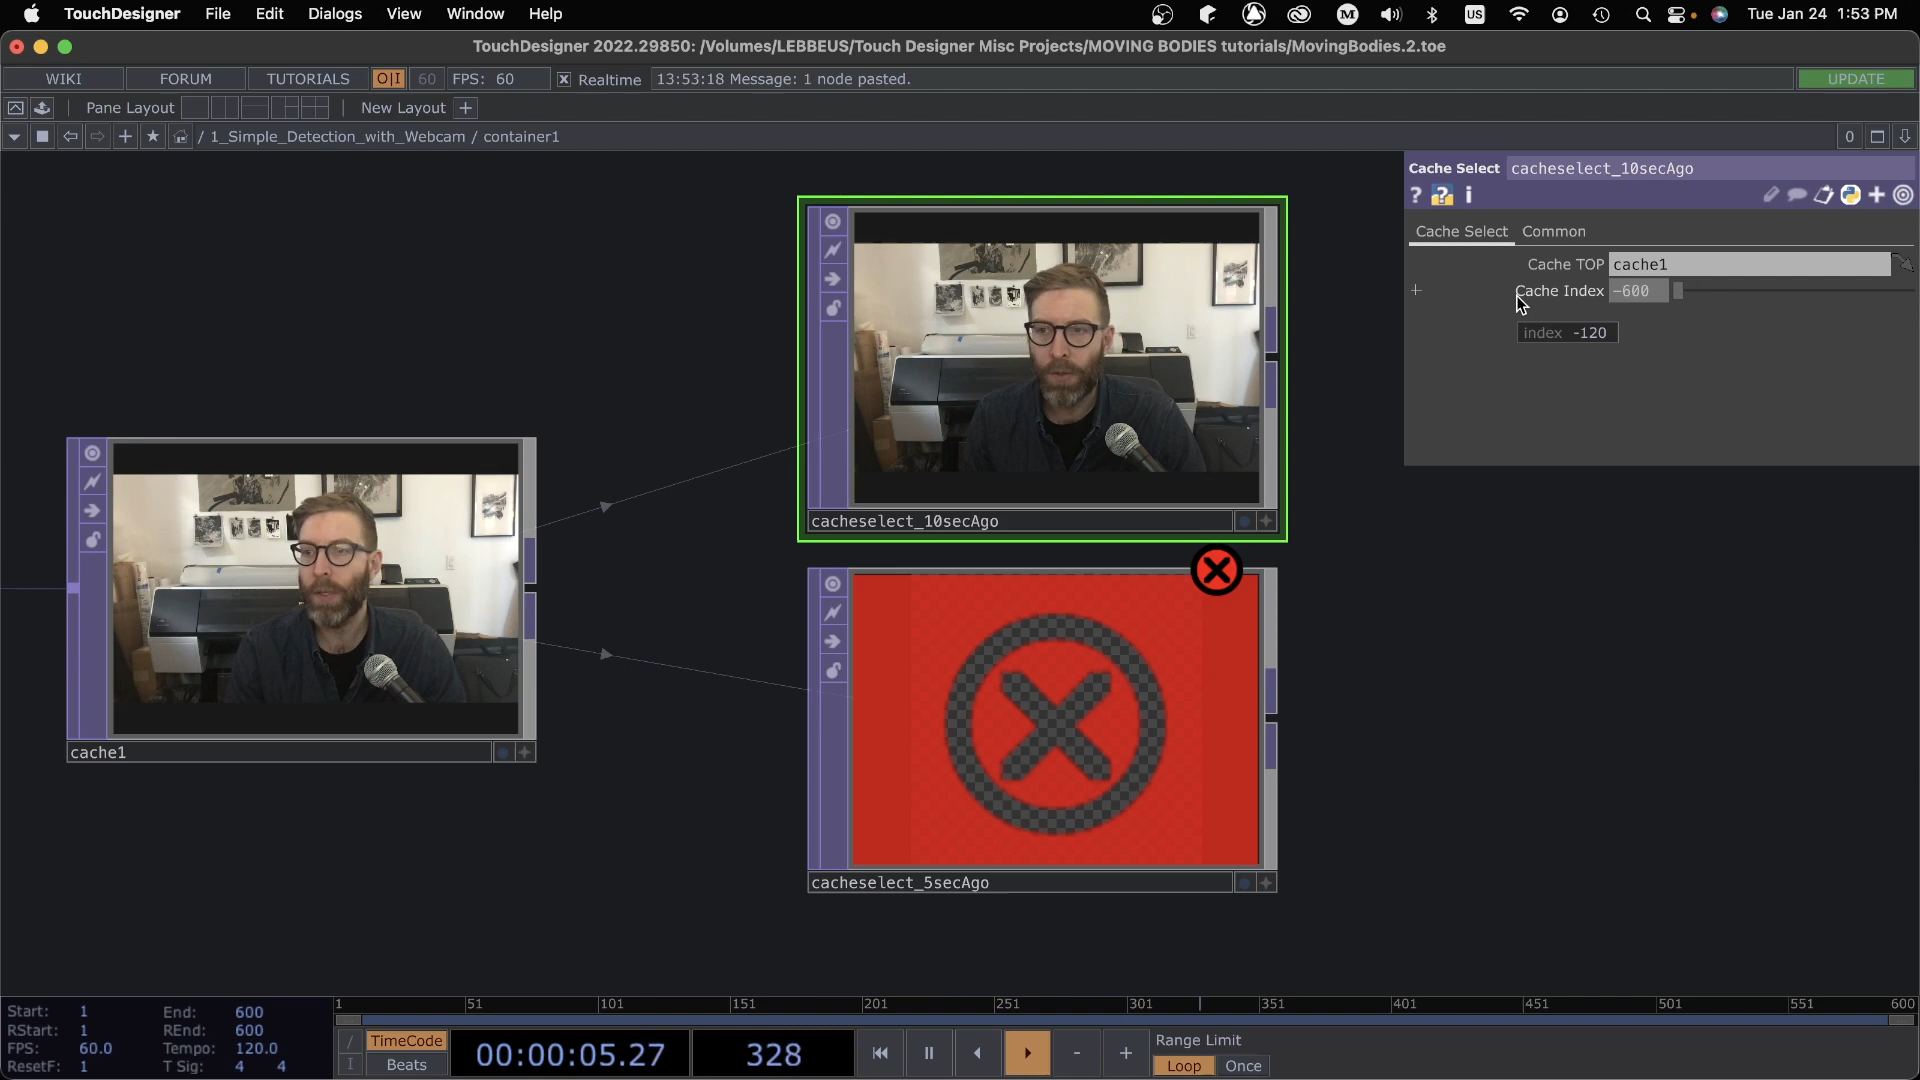 TouchDesigner File Edit Dialogs View Window Help US Tue Jan 24 1:53 PM
TouchDesigner 2022.29850: /Volumes/LEBBEUS/Touch Designer Misc Projects/MOVING BODIES tutorials/MovingBodies.2.toe
WIKI FORUM TUTORIALS O|I 60 FPS: 60 Realtime 13:53:18 Message: 1 node pasted. UPDATE
Pane Layout New Layout +
/ 1_Simple_Detection_with_Webcam / container1 0
Cache Select cacheselect_10secAgo
? ? i
Cache Select Common
Cache TOP cache1
+ Cache Index -600
index -120
cacheselect_10secAgo
cache1
cacheselect_5secAgo
Start: 1 End: 600
RStart: 1 REnd: 600
FPS: 60.0 Tempo: 120.0
ResetF: 1 T Sig: 4 4
1 51 101 151 201 251 301 351 401 451 501 551 600
/ TimeCode 00:00:05.27 328 - + Range Limit
I Beats Loop Once